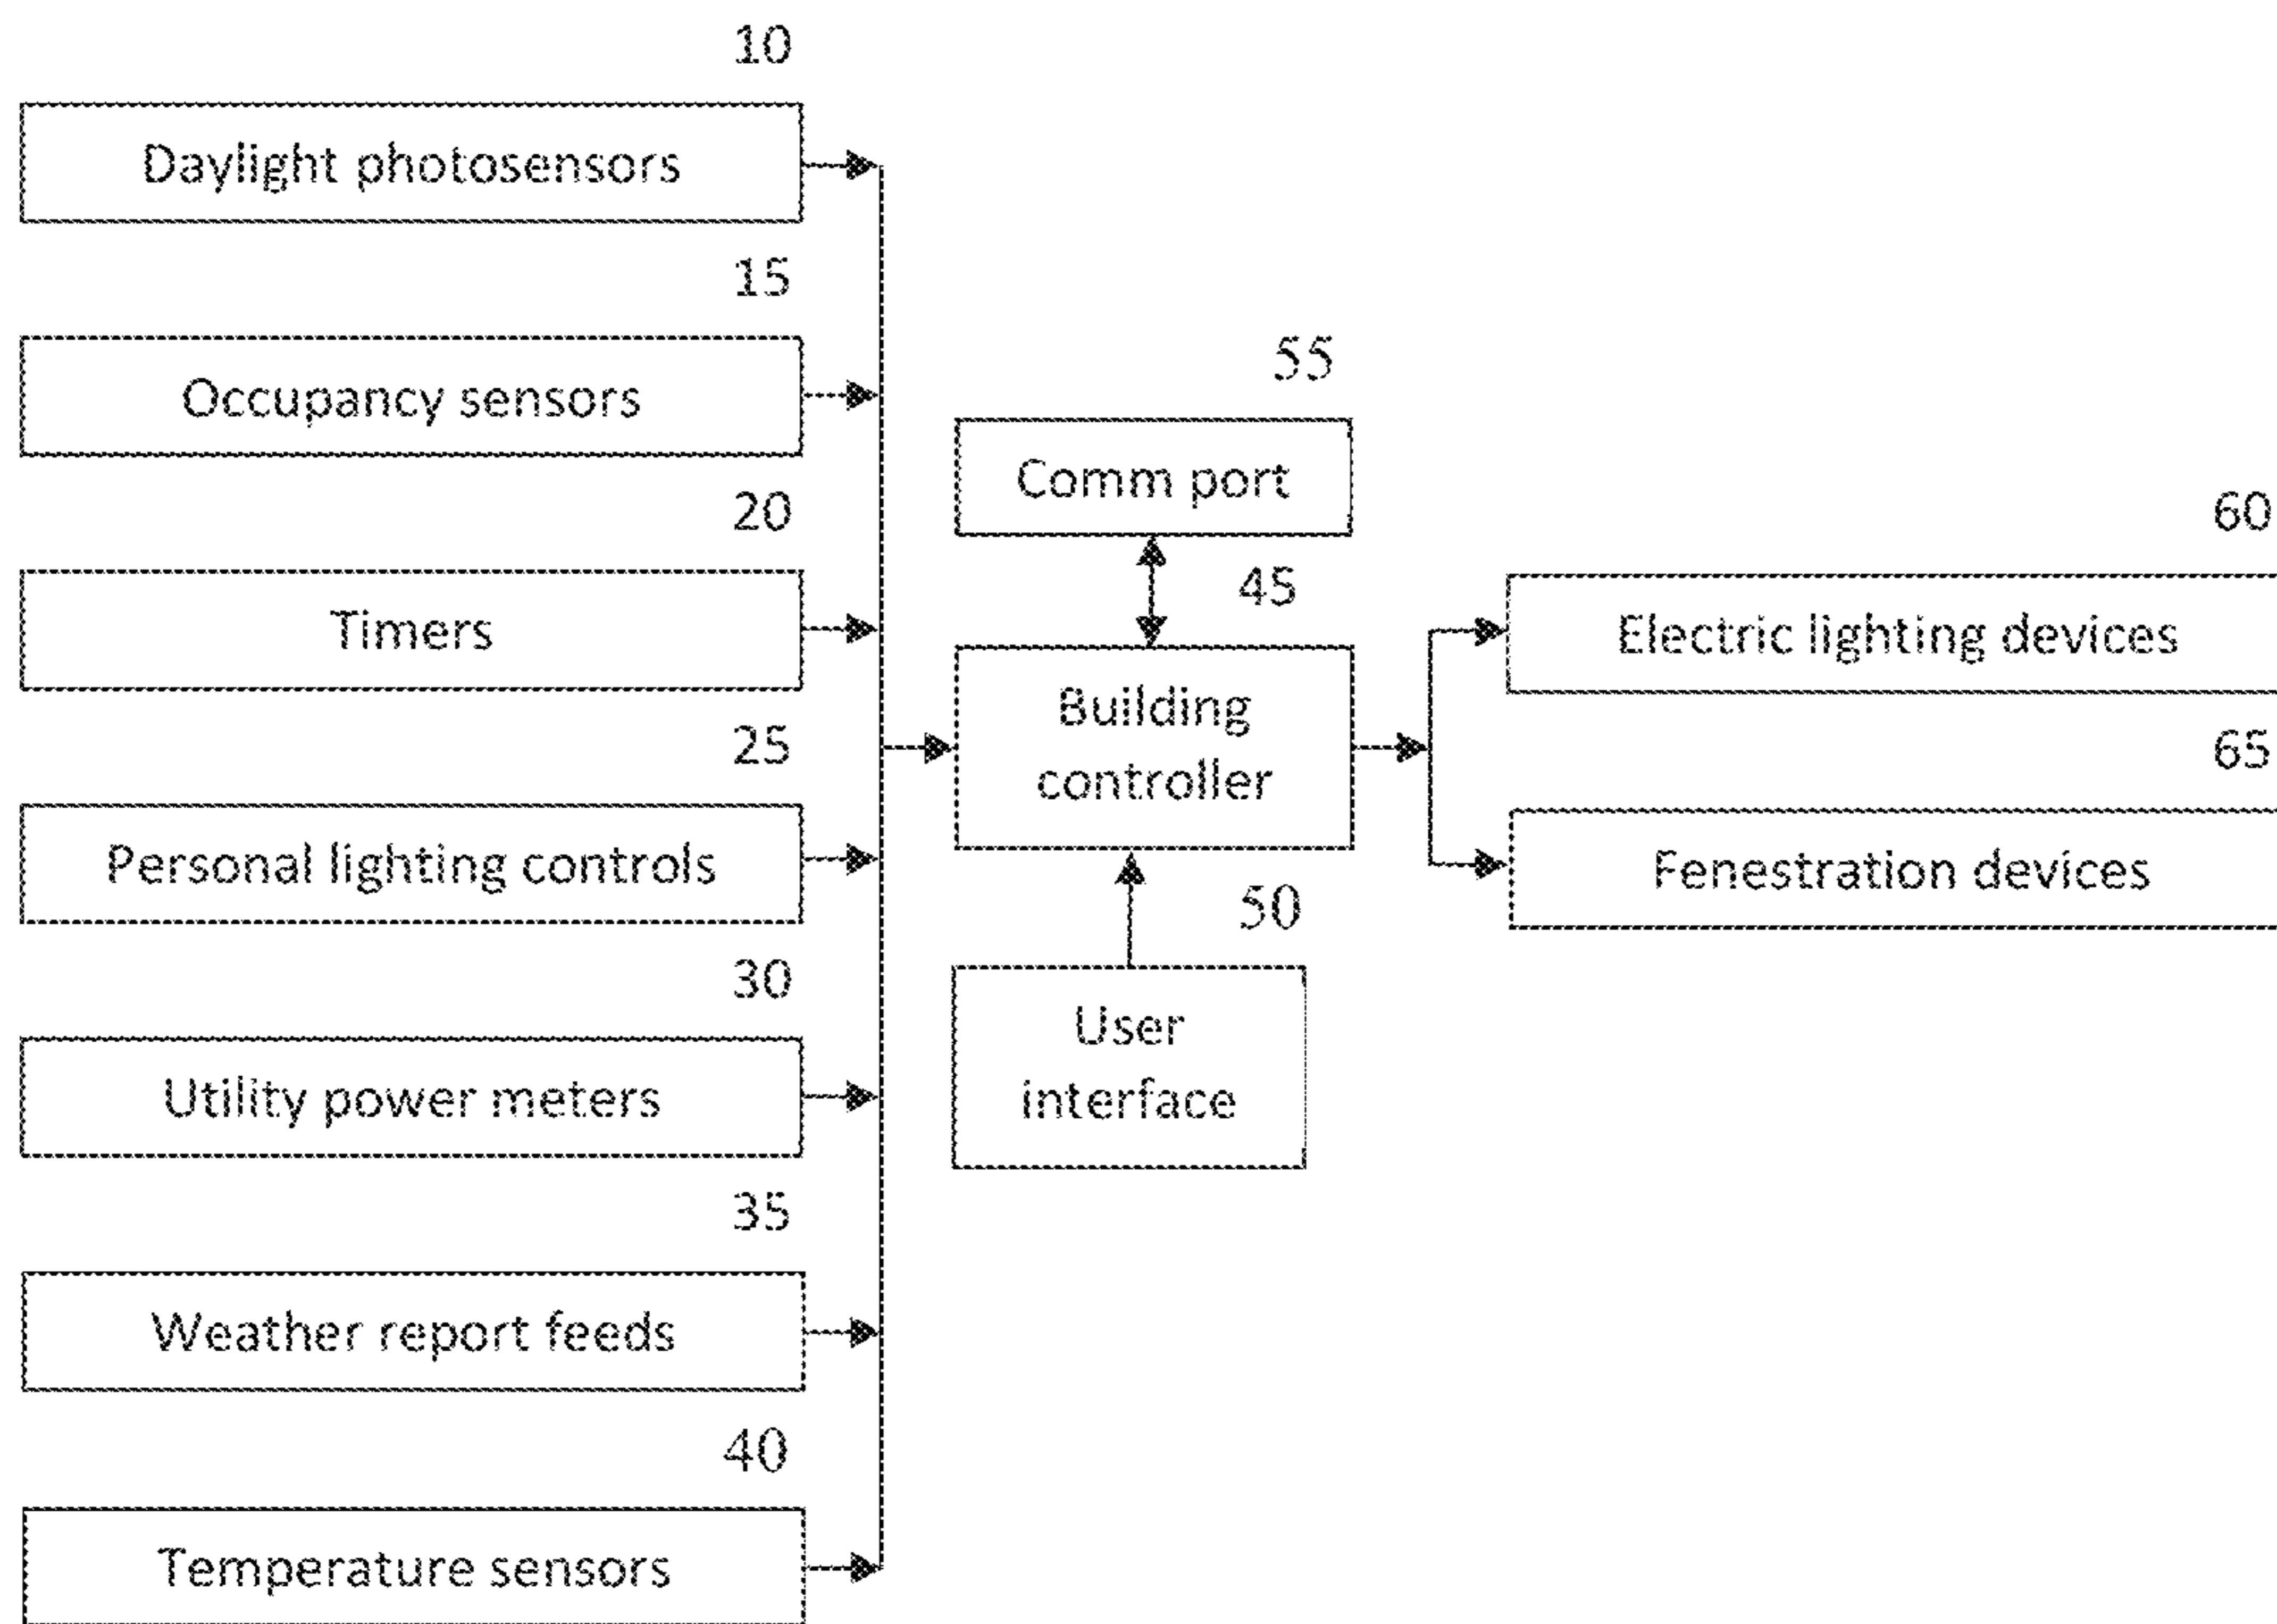 10
Daylight photosensors
15
Occupancy sensors
20
Timers
25
Personal lighting controls
30
Utility power meters
35
Weather report feeds
40
Temperature sensors
55
Comm port
45
Building
controller
50
User
interface
60
Electric lighting devices
65
Fenestration devices